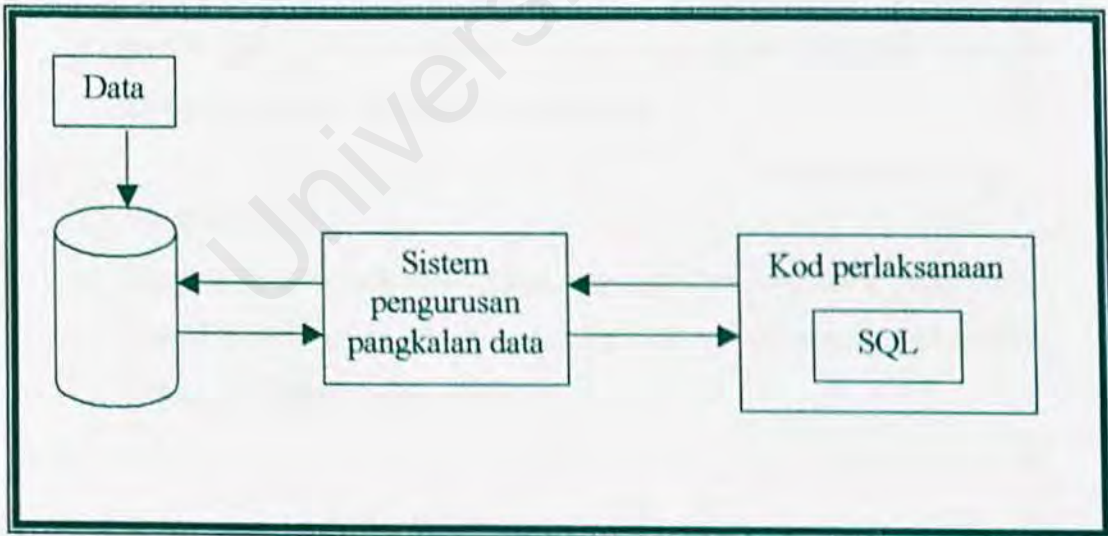 Data
Sistem
pengurusan
pangkalan data
Kod perlaksanaan
SQL